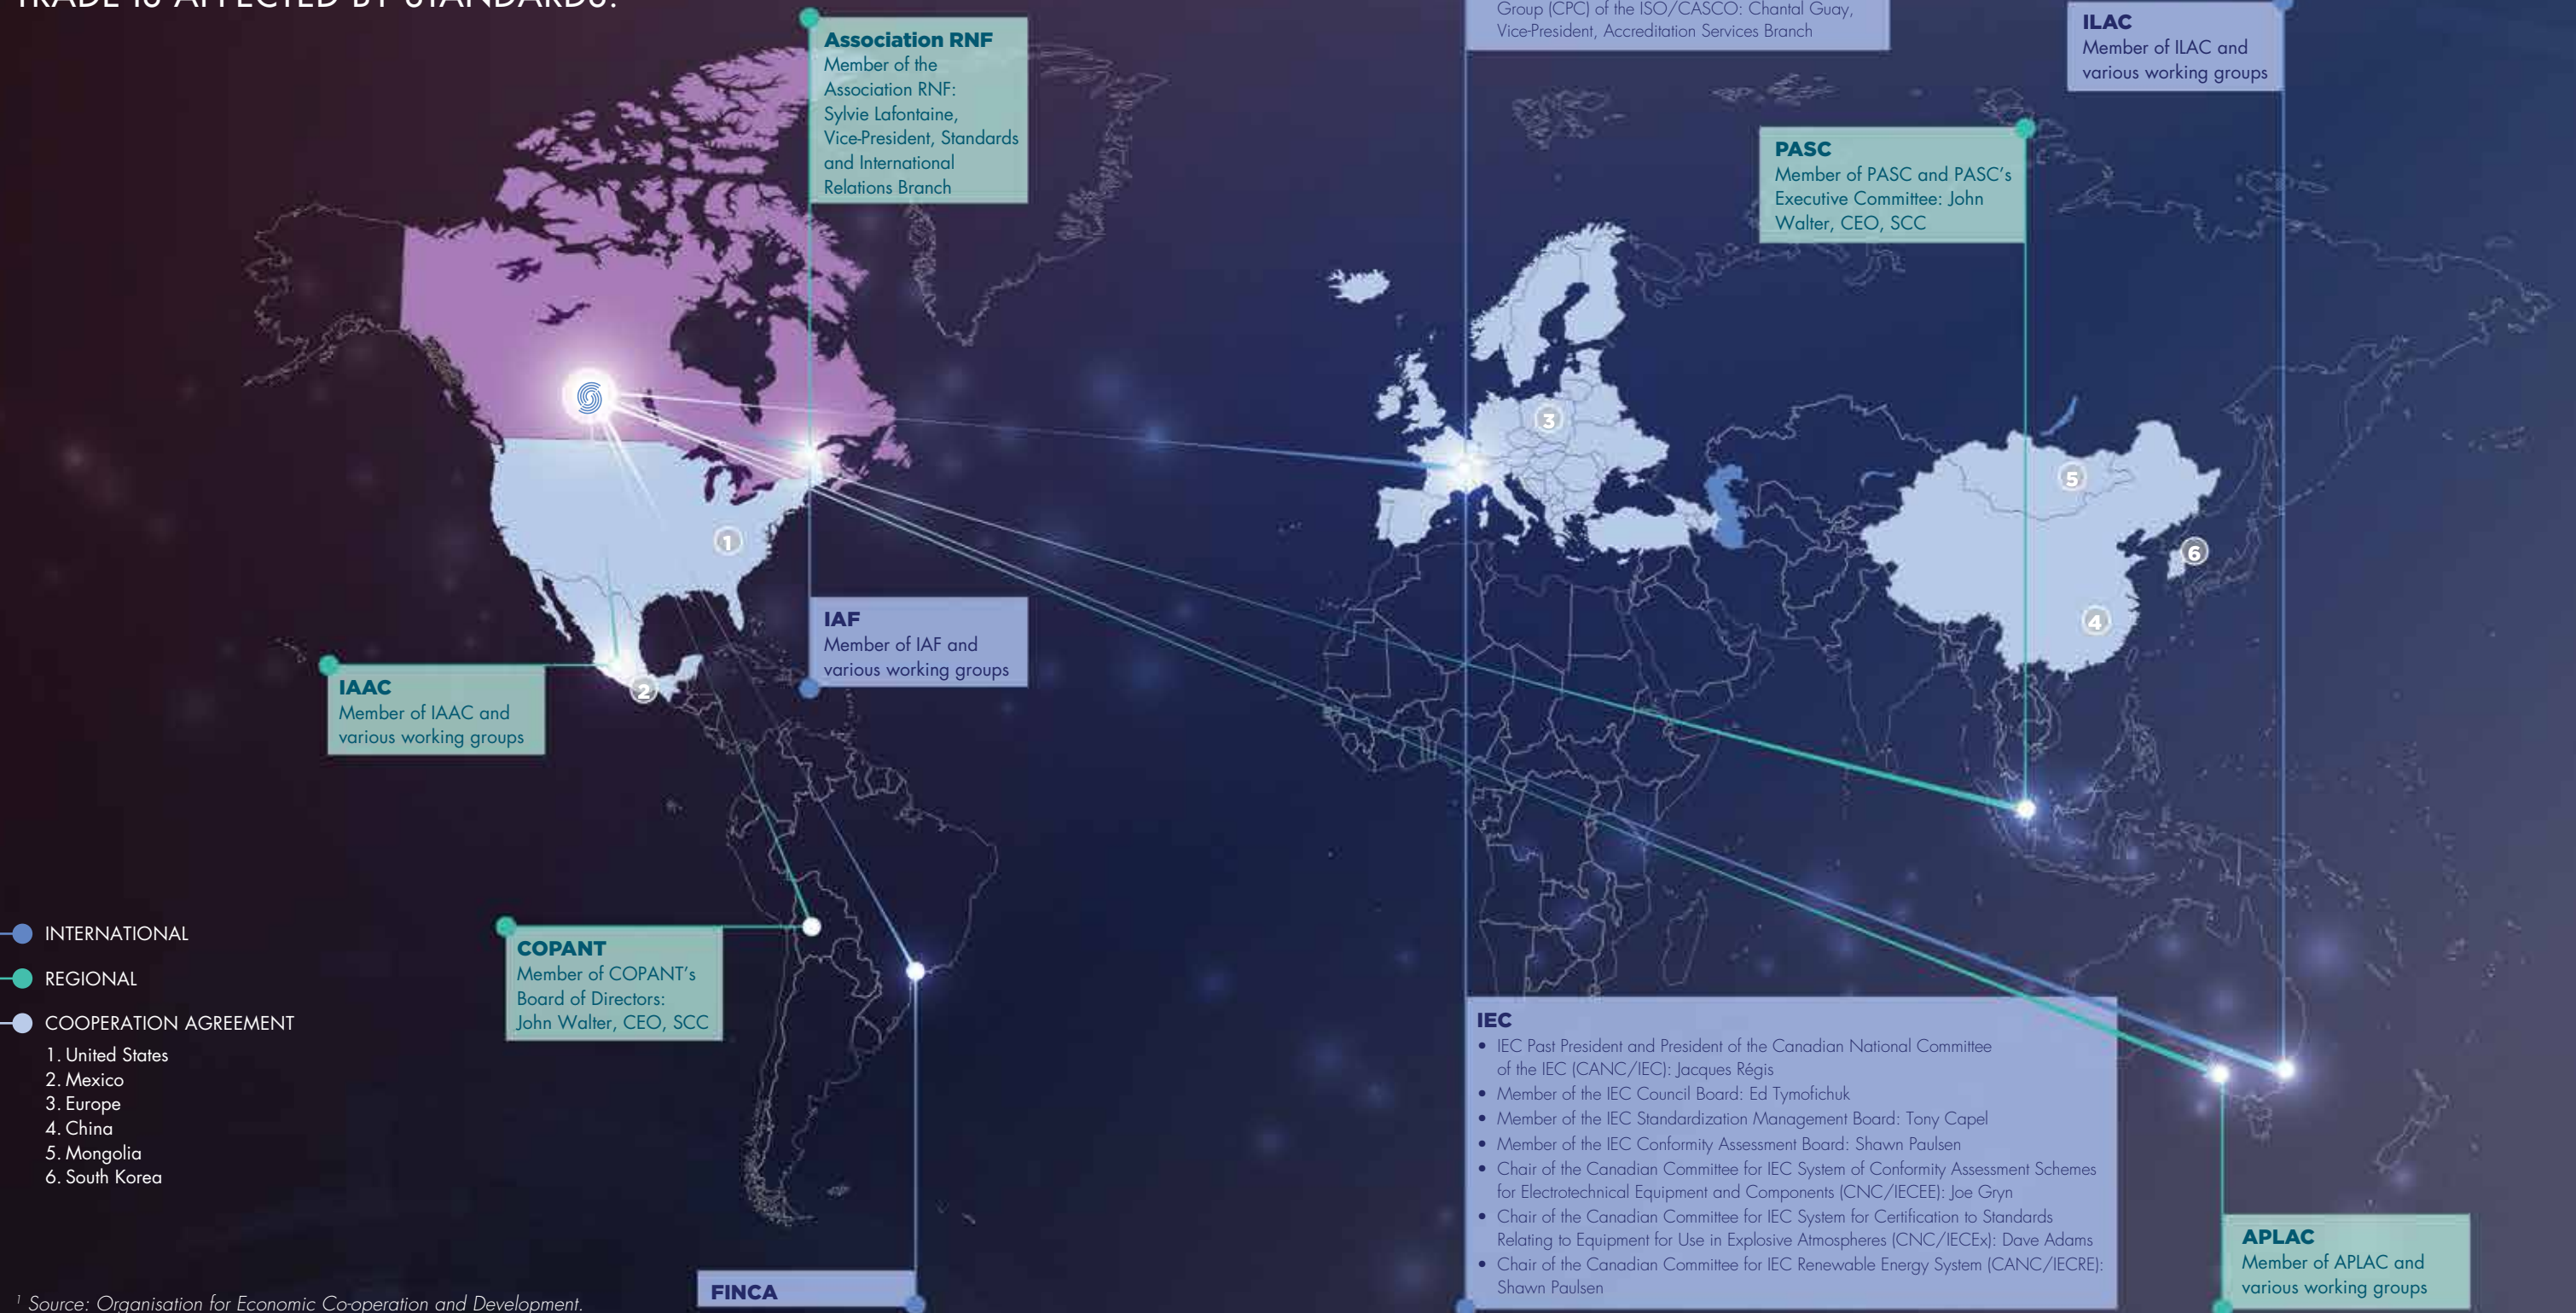 TRADE IS AFFECTED BY STANDARDS.
Association RNF
Member of the
Association RNF:
Sylvie Lafontaine,
Vice-President, Standards
and International
Relations Branch
Group (CPC) of the ISO/CASCO: Chantal Guay,
Vice-President, Accreditation Services Branch
ILAC
Member of ILAC and
various working groups
PASC
Member of PASC and PASC’s
Executive Committee: John
Walter, CEO, SCC
3
5
1
6
4
IAF
Member of IAF and
various working groups
2
IAAC
Member of IAAC and
various working groups
COPANT
Member of COPANT’s
Board of Directors:
John Walter, CEO, SCC
INTERNATIONAL
REGIONAL
COOPERATION AGREEMENT
1. United States
2. Mexico
3. Europe
4. China
5. Mongolia
6. South Korea
IEC
• IEC Past President and President of the Canadian National Committee
of the IEC (CANC/IEC): Jacques Régis
• Member of the IEC Council Board: Ed Tymofichuk
• Member of the IEC Standardization Management Board: Tony Capel
• Member of the IEC Conformity Assessment Board: Shawn Paulsen
• Chair of the Canadian Committee for IEC System of Conformity Assessment Schemes
for Electrotechnical Equipment and Components (CNC/IECEE): Joe Gryn
• Chair of the Canadian Committee for IEC System for Certification to Standards
Relating to Equipment for Use in Explosive Atmospheres (CNC/IECEx): Dave Adams
• Chair of the Canadian Committee for IEC Renewable Energy System (CANC/IECRE):
Shawn Paulsen
APLAC
Member of APLAC and
various working groups
FINCA
¹ Source: Organisation for Economic Co-operation and Development.